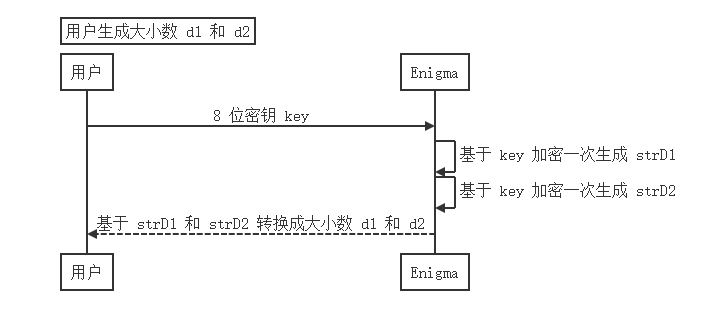 用户生成大小数 d1 和 d2
用户
Enigma
8 位密钥 key
基于 key 加密一次生成 strD1
基于 key 加密一次生成 strD2
基于 strD1 和 strD2 转换成大小数 d1 和 d2
用户
Enigma